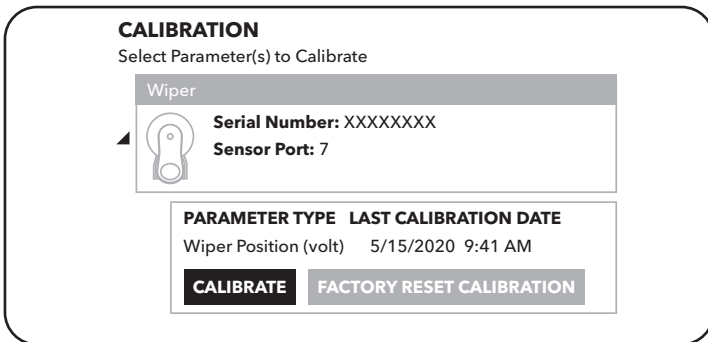 CALIBRATION
Select Parameter(s) to Calibrate
Wiper
Serial Number: XXXXXXXX
Sensor Port: 7
PARAMETER TYPE LAST CALIBRATION DATE
Wiper Position (volt) 5/15/2020 9:41 AM
CALIBRATE FACTORY RESET CALIBRATION